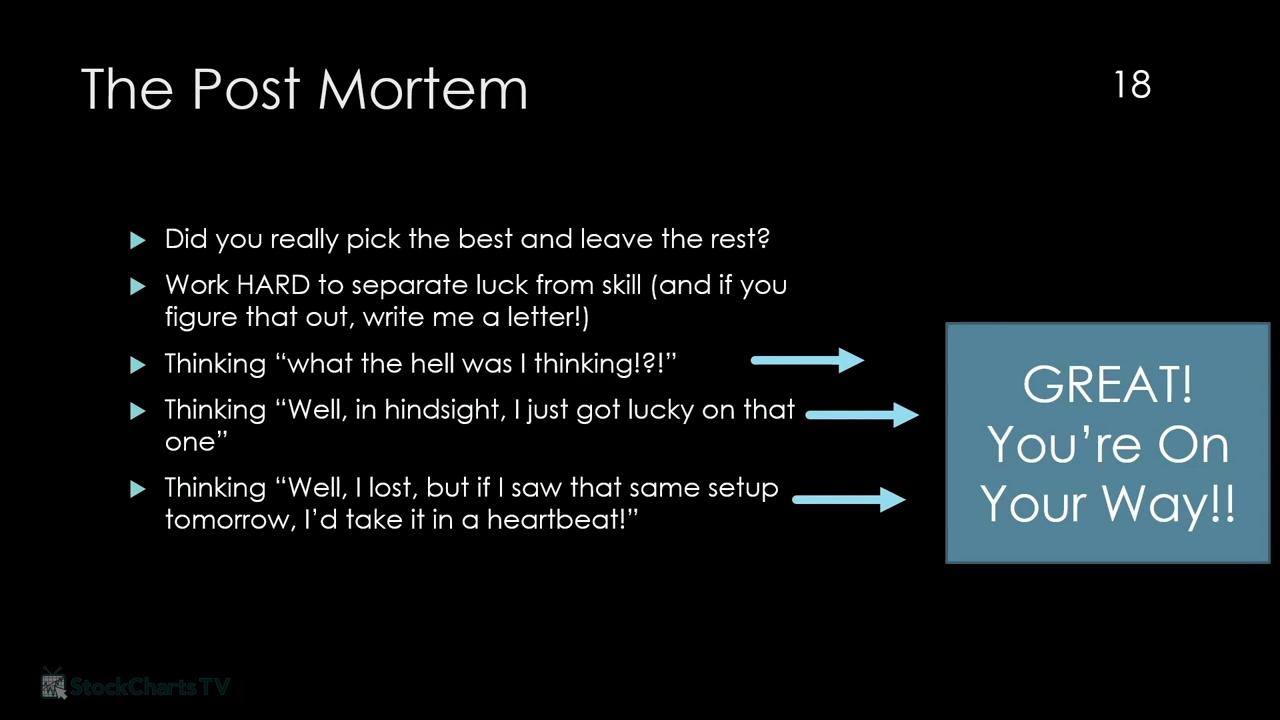 The Post Mortem
18
Did you really pick the best and leave the rest?
Work HARD to separate luck from skill (and if you
figure that out, write me a letter!)
Thinking “what the hell was I thinking!?!”
Thinking “Well, in hindsight, I just got lucky on that
one”
Thinking “Well, I lost, but if I saw that same setup
tomorrow, I’d take it in a heartbeat!”
GREAT!
You’re On
Your Way!!
StockChartsTV